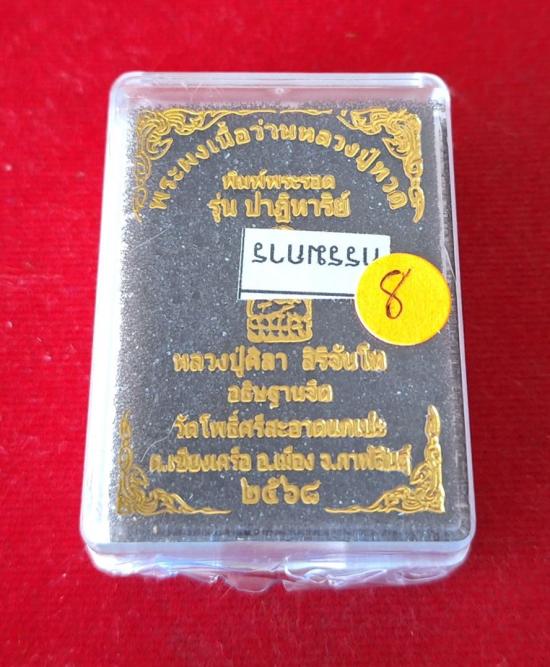 พระผงเนื้อว่านหลวงปู่ทวด
พิมพ์พระรอด
รุ่น ปาฏิหาริย์
กรรมการ
8
หลวงปู่ศิลา สิริจันโท
อธิษฐานจิต
วัดโพธิ์ศรีสะอาดแกเปะ
ต.เชียงเครือ อ.เมือง จ.กาฬสินธุ์
๒๕๖๘